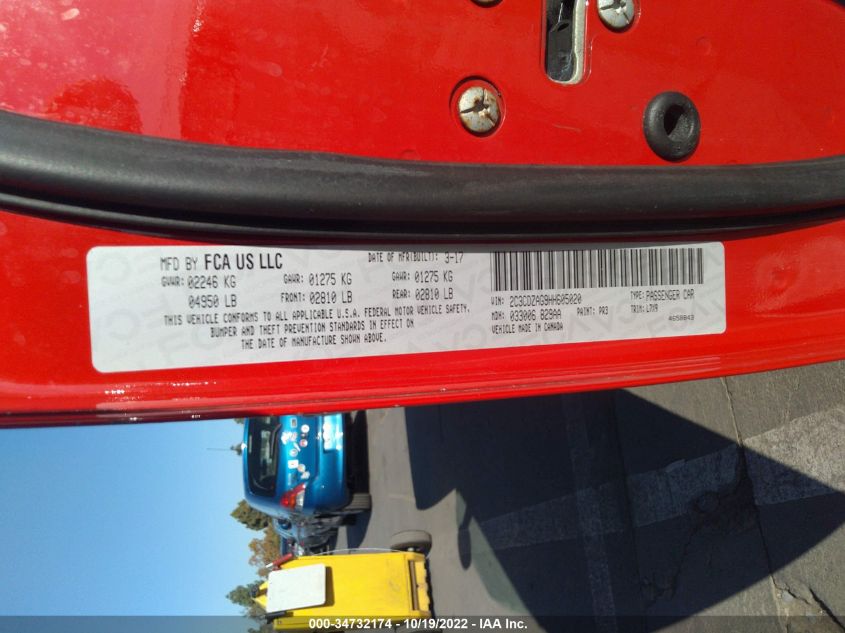 MFD BY FCA US LLC DATE OF MFR(BUILT): 3-17
GVWR: 02246 KG GAWR: 01275 KG GAWR: 01275 KG
04950 LB FRONT: 02810 LB REAR: 02810 LB
THIS VEHICLE CONFORMS TO ALL APPLICABLE U.S.A. FEDERAL MOTOR VEHICLE SAFETY,
BUMPER AND THEFT PREVENTION STANDARDS IN EFFECT ON
THE DATE OF MANUFACTURE SHOWN ABOVE.
VIN: 2C3CDZAG9HH605020 TYPE: PASSENGER CAR
MDH: 033006 829AA PAINT: PR3 TRIM: L7X9
VEHICLE MADE IN CANADA 4658843
000-34732174 - 10/19/2022 - IAA Inc.